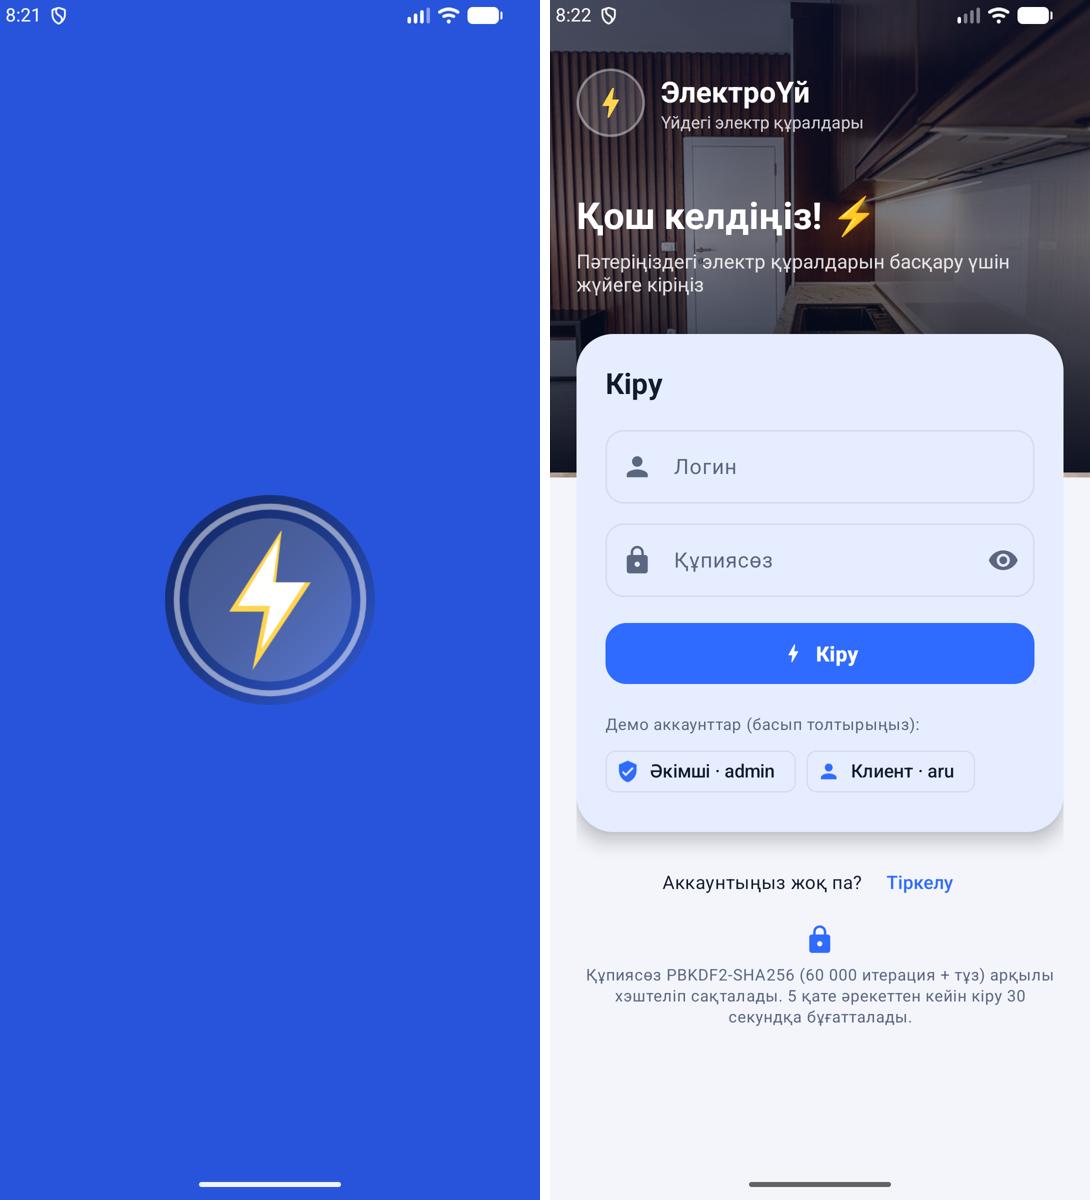 8:21
8:22
ЭлектроҮй
Үйдегі электр құралдары
Қош келдіңіз! ⚡
Пәтеріңіздегі электр құралдарын басқару үшін
жүйеге кіріңіз
Кіру
Логин
Құпиясөз
Кіру
Демо аккаунттар (басып толтырыңыз):
Әкімші · admin
Клиент · aru
Аккаунтыңыз жоқ па? Тіркелу
Құпиясөз PBKDF2-SHA256 (60 000 итерация + тұз) арқылы
хэштеліп сақталады. 5 қате әрекеттен кейін кіру 30
секундқа бұғатталады.